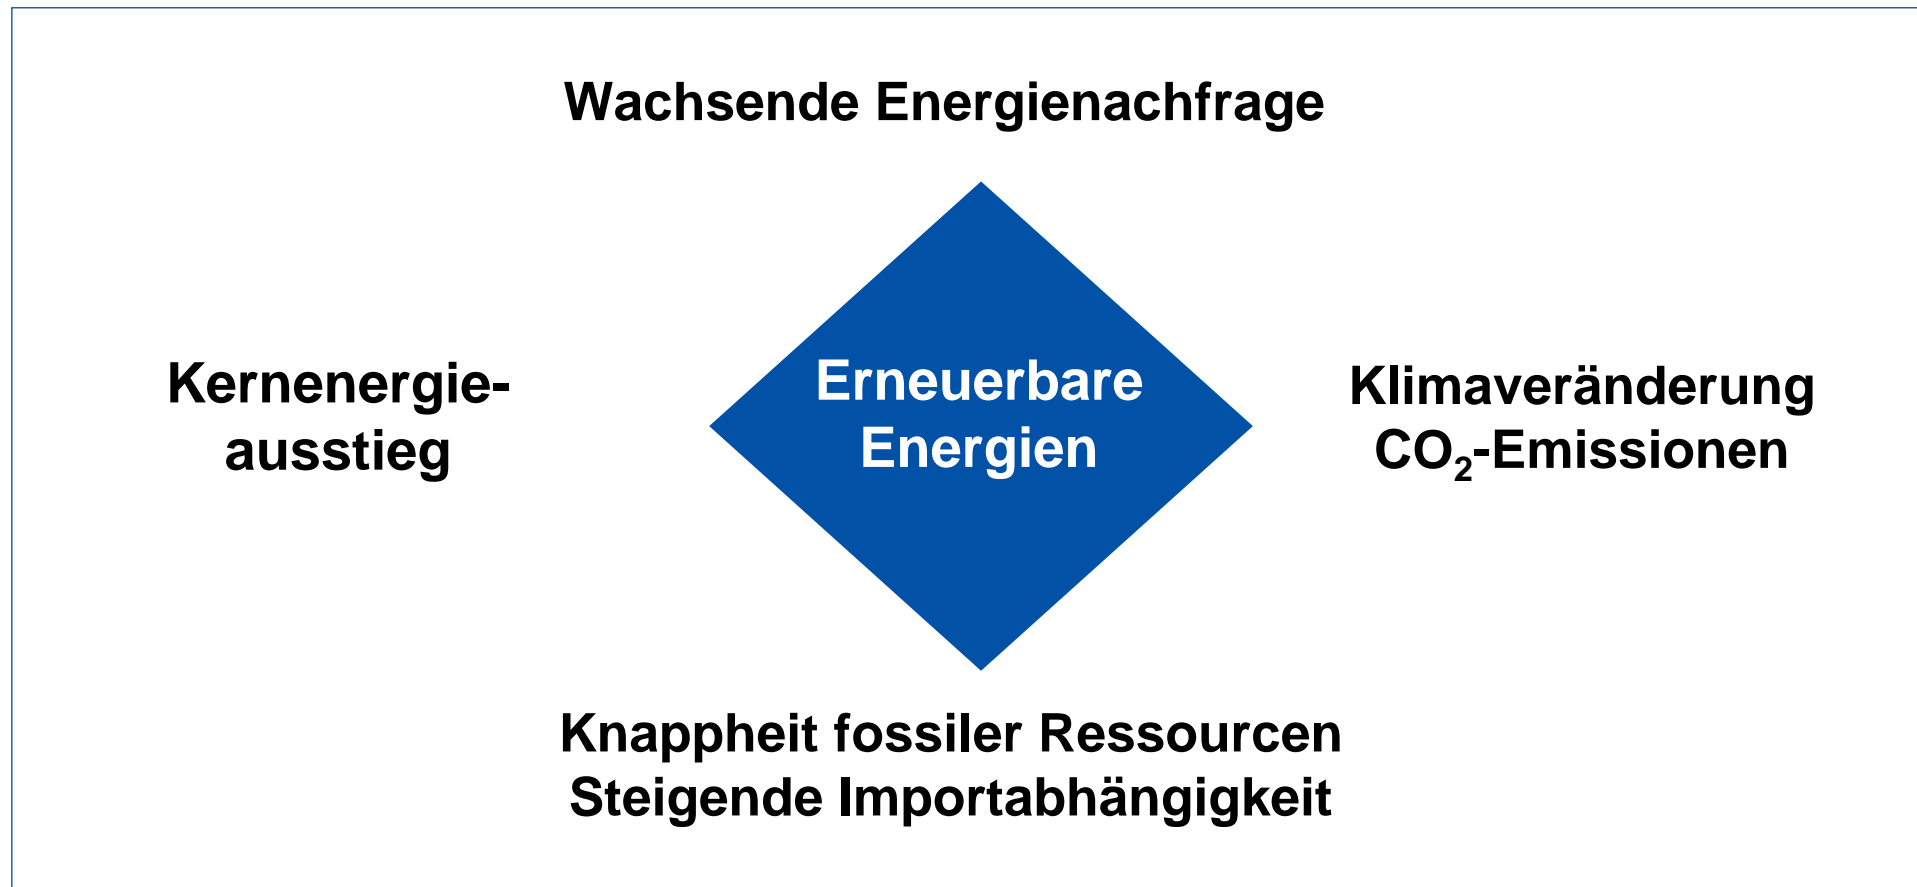 Wachsende Energienachfrage
Kernenergie-
ausstieg
Erneuerbare
Energien
Klimaveränderung
CO₂-Emissionen
Knappheit fossiler Ressourcen
Steigende Importabhängigkeit